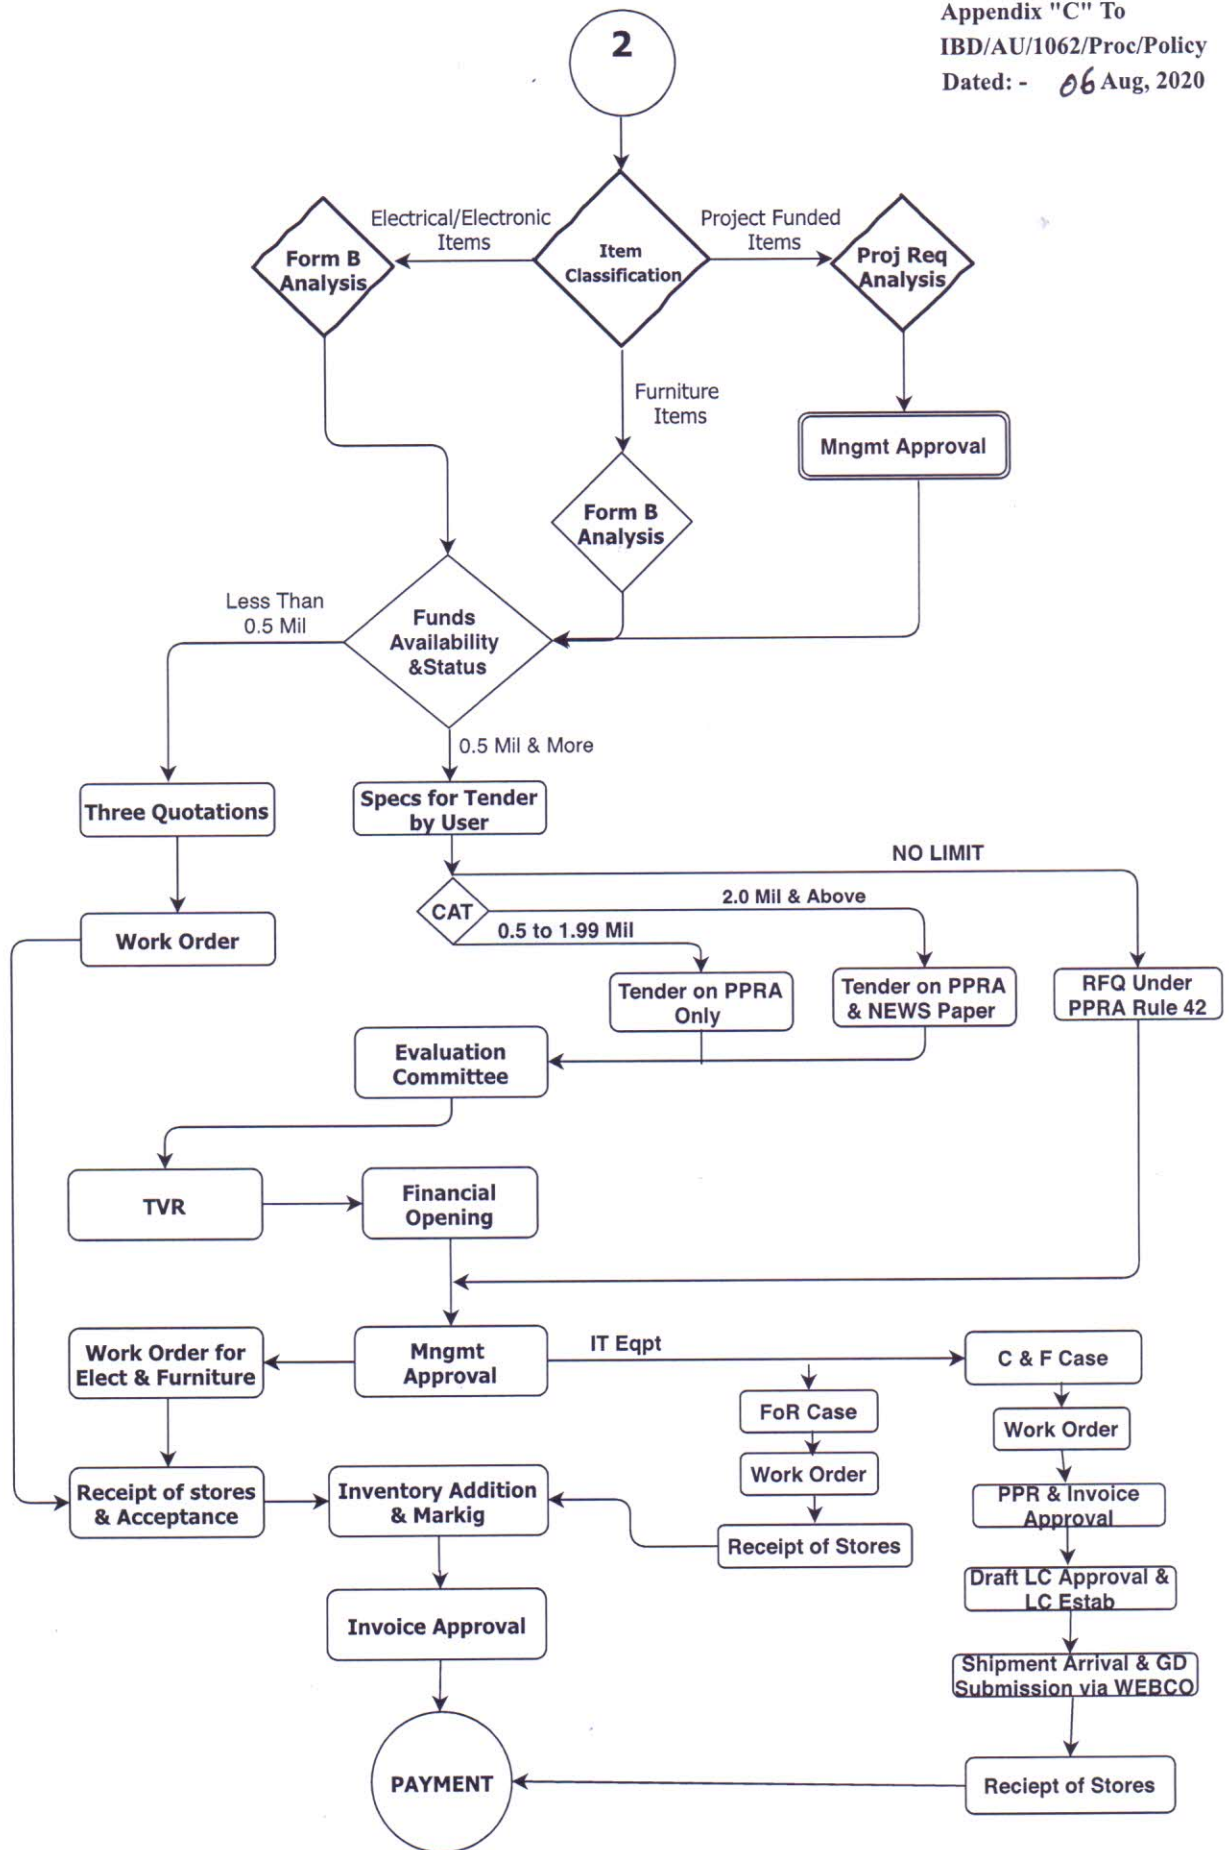 Appendix "C" To
IBD/AU/1062/Proc/Policy
Dated: - 06 Aug, 2020
2
Electrical/Electronic
Items
Project Funded
Items
Form B
Analysis
Item
Classification
Proj Req
Analysis
Furniture
Items
Mngmt Approval
Form B
Analysis
Less Than
0.5 Mil
Funds
Availability
&Status
0.5 Mil & More
Three Quotations
Specs for Tender
by User
NO LIMIT
CAT
2.0 Mil & Above
0.5 to 1.99 Mil
Work Order
Tender on PPRA
Only
Tender on PPRA
& NEWS Paper
RFQ Under
PPRA Rule 42
Evaluation
Committee
TVR
Financial
Opening
Work Order for
Elect & Furniture
Mngmt
Approval
IT Eqpt
C & F Case
FoR Case
Work Order
Work Order
Receipt of stores
& Acceptance
Inventory Addition
& Markig
PPR & Invoice
Approval
Receipt of Stores
Draft LC Approval &
LC Estab
Invoice Approval
Shipment Arrival & GD
Submission via WEBCO
PAYMENT
Reciept of Stores